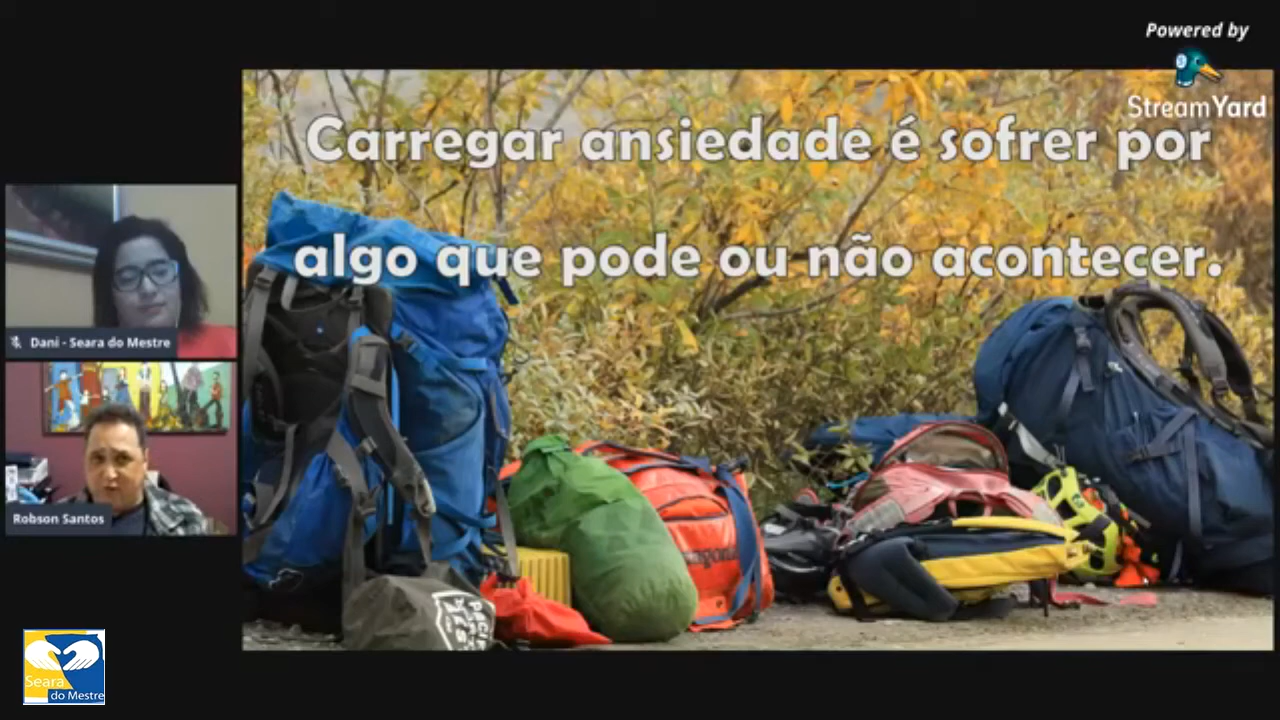 Powered by
StreamYard
Carregar ansiedade é sofrer por
algo que pode ou não acontecer.
Dani - Seara do Mestre
Robson Santos
Seara
do Mestre